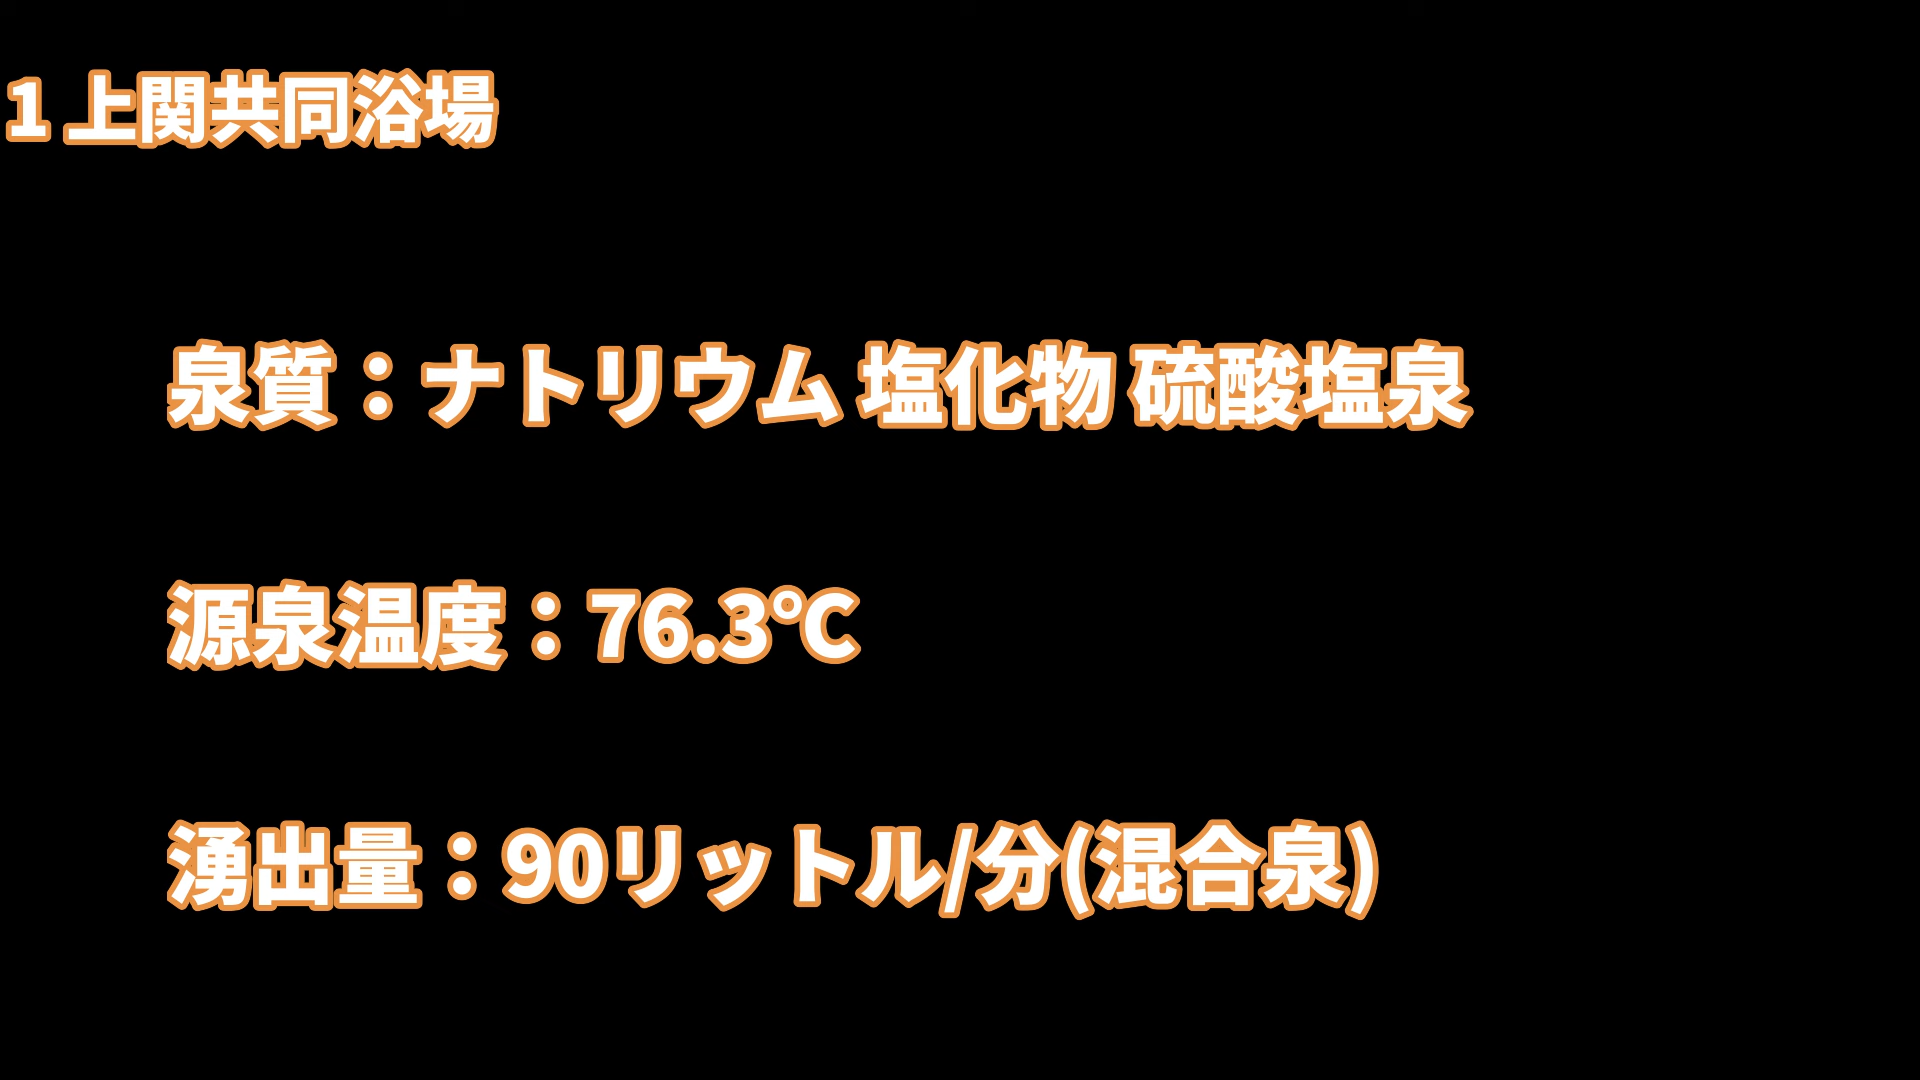 1 上関共同浴場
泉質：ナトリウム 塩化物 硫酸塩泉
源泉温度：76.3℃
湧出量：90リットル/分(混合泉)